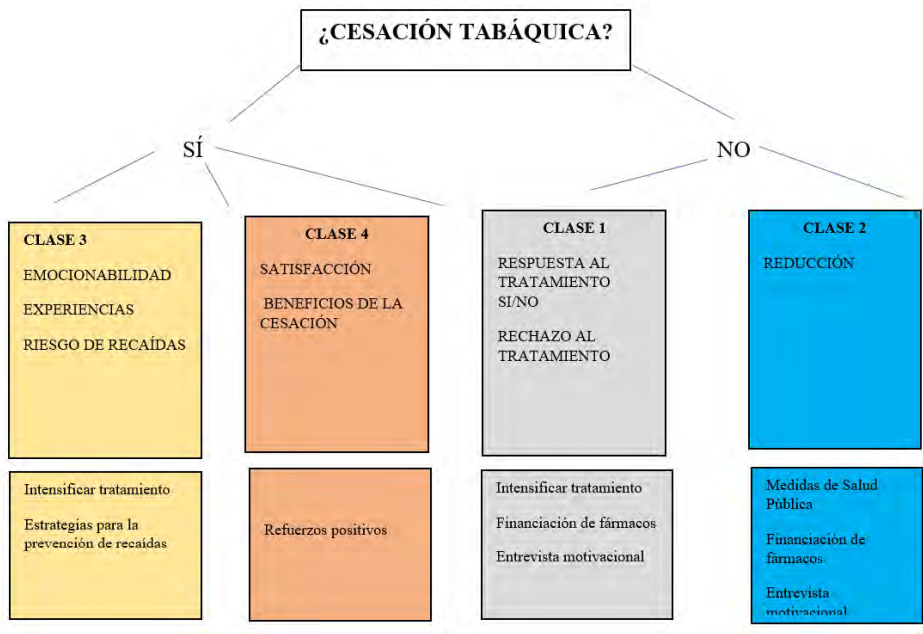 ¿CESACIÓN TABÁQUICA?
SÍ
NO
CLASE 3
EMOCIONABILIDAD
EXPERIENCIAS
RIESGO DE RECAÍDAS
CLASE 4
SATISFACCIÓN
BENEFICIOS DE LA
CESACIÓN
CLASE 1
RESPUESTA AL
TRATAMIENTO
SI/NO
RECHAZO AL
TRATAMIENTO
CLASE 2
REDUCCIÓN
Intensificar tratamiento
Estrategias para la
prevención de recaídas
Refuerzos positivos
Intensificar tratamiento
Financiación de fármacos
Entrevista motivacional
Medidas de Salud
Pública
Financiación de
fármacos
Entrevista
motivacional